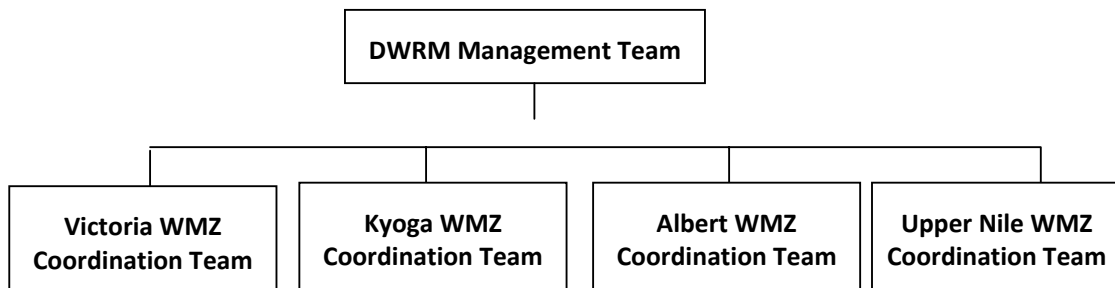 DWRM Management Team
Victoria WMZ
Coordination Team
Kyoga WMZ
Coordination Team
Albert WMZ
Coordination Team
Upper Nile WMZ
Coordination Team